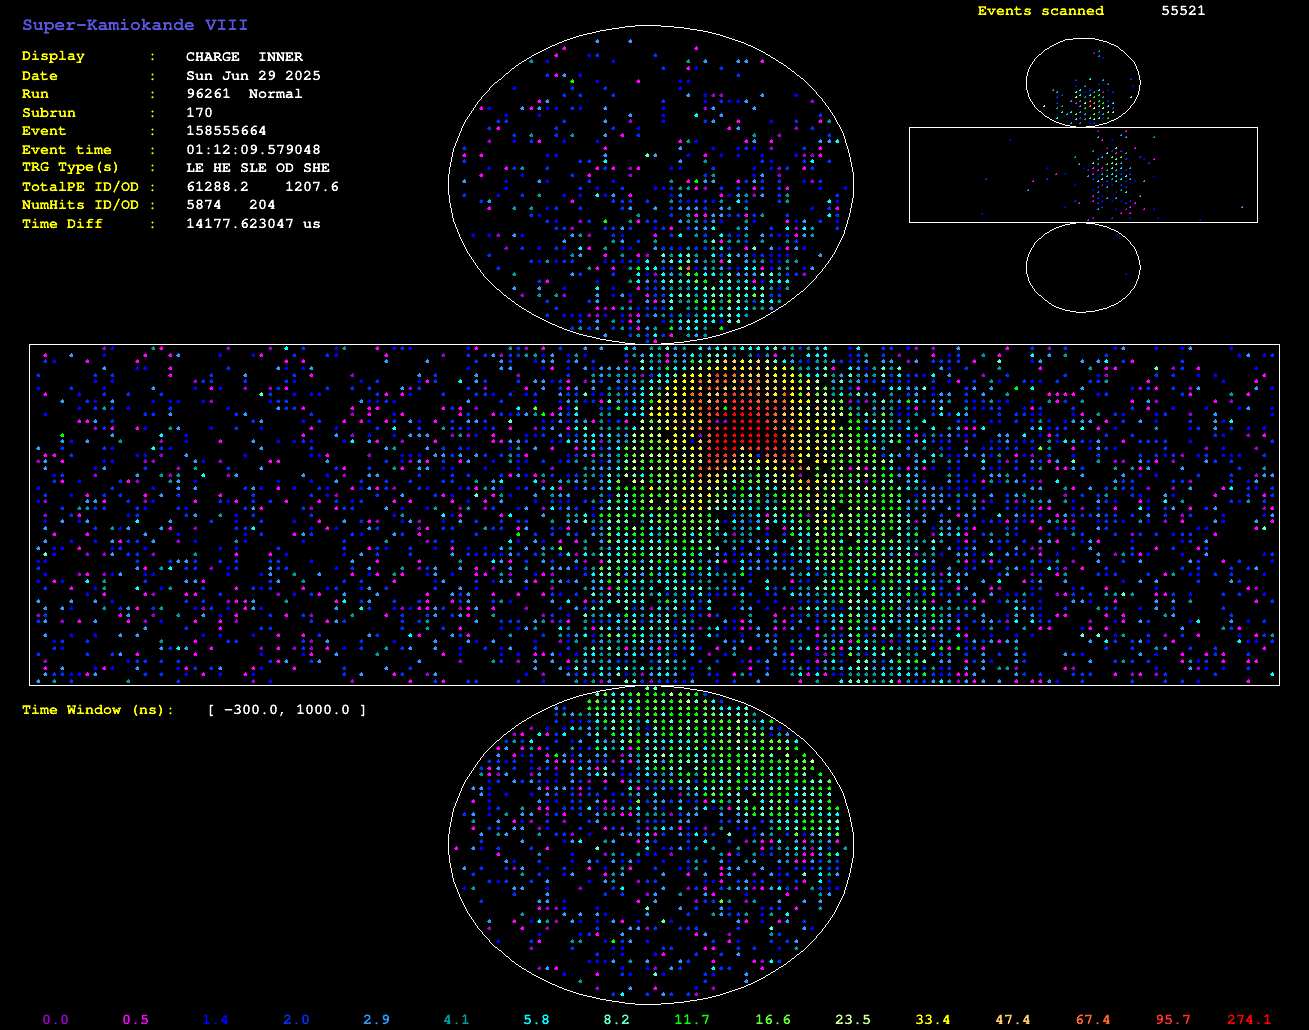 Super-Kamiokande VIII
Events scanned 55521
Display : CHARGE INNER
Date : Sun Jun 29 2025
Run : 96261 Normal
Subrun : 170
Event : 158555664
Event time : 01:12:09.579048
TRG Type(s) : LE HE SLE OD SHE
TotalPE ID/OD : 61288.2 1207.6
NumHits ID/OD : 5874 204
Time Diff : 14177.623047 us
Time Window (ns): [ -300.0, 1000.0 ]
0.0 0.5 1.4 2.0 2.9 4.1 5.8 8.2 11.7 16.6 23.5 33.4 47.4 67.4 95.7 274.1